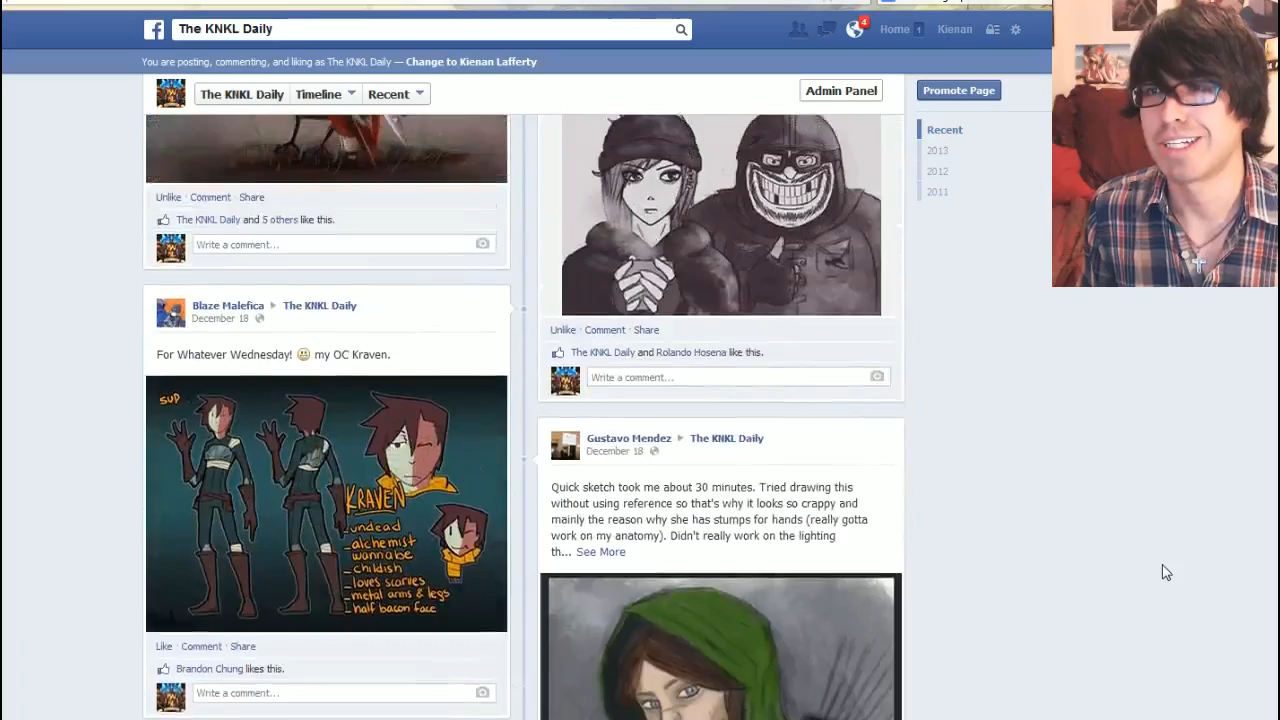 The KNKL Daily
4
Home 1
Kienan
You are posting, commenting, and liking as The KNKL Daily — Change to Kienan Lafferty
The KNKL Daily
Timeline
Recent
Admin Panel
Promote Page
Recent
2013
2012
2011
Unlike · Comment · Share
The KNKL Daily and 5 others like this.
Write a comment...
Blaze Malefica The KNKL Daily
December 18
For Whatever Wednesday! my OC Kraven.
SUP
KRAVEN
_undead
_alchemist
wannabe
_childish
_loves scarves
_metal arms & legs
_half bacon face
Like · Comment · Share
Brandon Chung likes this.
Write a comment...
Unlike · Comment · Share
The KNKL Daily and Rolando Hosena like this.
Write a comment...
Gustavo Mendez The KNKL Daily
December 18
Quick sketch took me about 30 minutes. Tried drawing this
without using reference so that's why it looks so crappy and
mainly the reason why she has stumps for hands (really gotta
work on my anatomy). Didn't really work on the lighting
th... See More